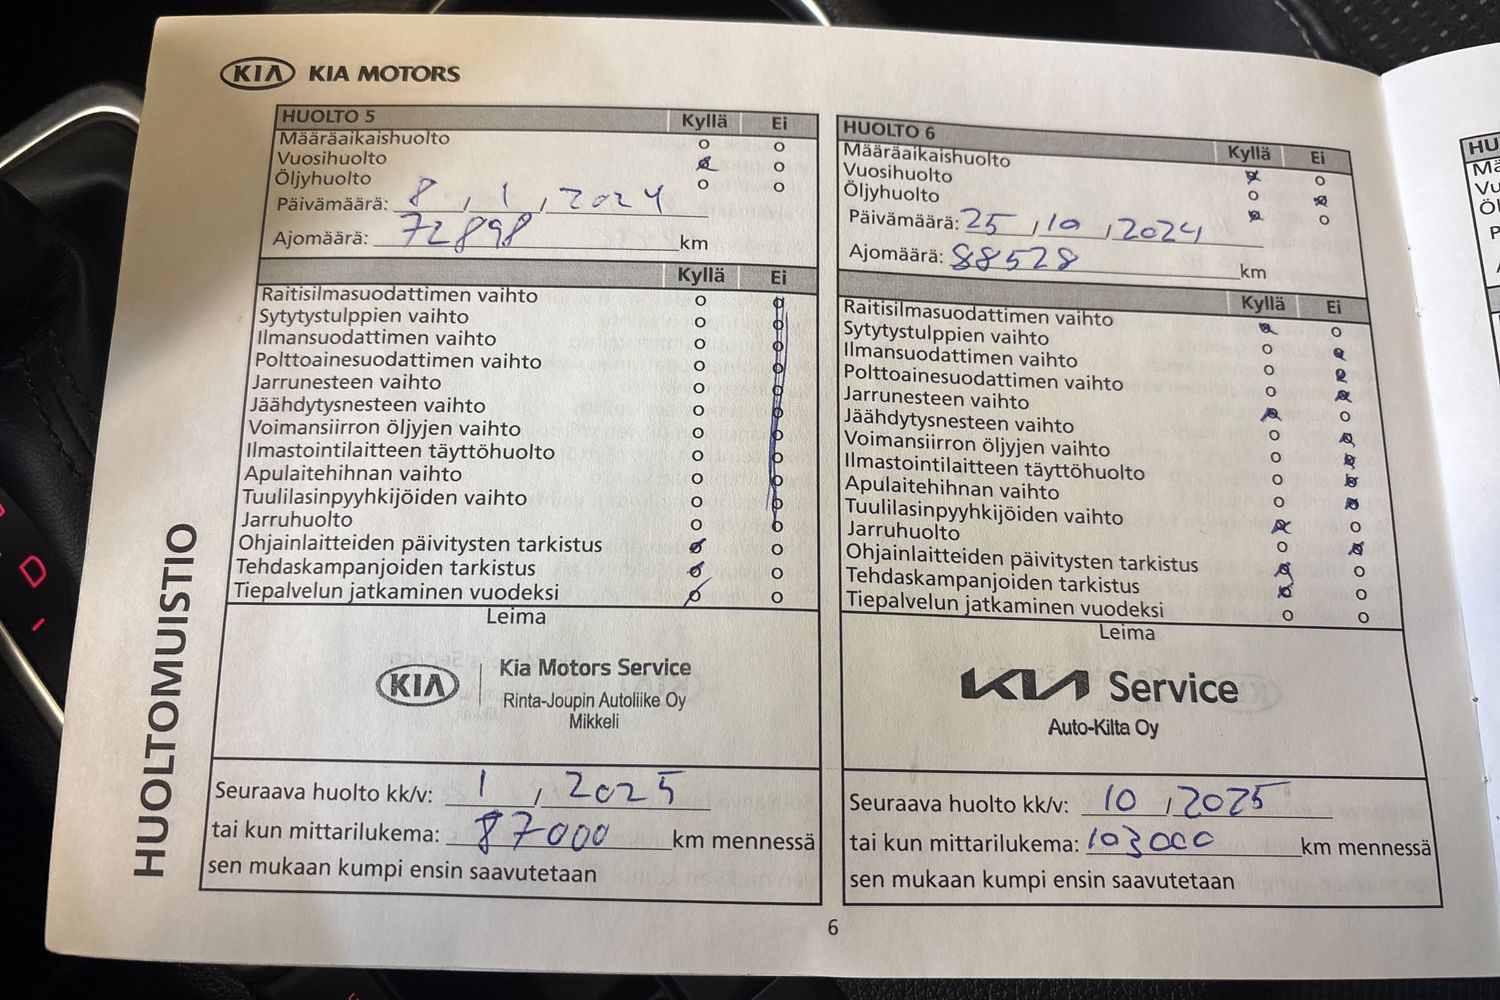 KIA KIA MOTORS
HUOLTOMUISTIO
HUOLTO 5 Kyllä Ei
Määräaikaishuolto o o
Vuosihuolto o o
Öljyhuolto o o
Päivämäärä: 8 , 1 , 2024
Ajomäärä: 72898 km
Kyllä Ei
Raitisilmasuodattimen vaihto o o
Sytytystulppien vaihto o o
Ilmansuodattimen vaihto o o
Polttoainesuodattimen vaihto o o
Jarrunesteen vaihto o o
Jäähdytysnesteen vaihto o o
Voimansiirron öljyjen vaihto o o
Ilmastointilaitteen täyttöhuolto o o
Apulaitehihnan vaihto o o
Tuulilasinpyyhkijöiden vaihto o o
Jarruhuolto o o
Ohjainlaitteiden päivitysten tarkistus o o
Tehdaskampanjoiden tarkistus o o
Tiepalvelun jatkaminen vuodeksi o o
Leima
KIA Kia Motors Service
Rinta-Joupin Autoliike Oy
Mikkeli
Seuraava huolto kk/v: 1 , 2025
tai kun mittarilukema: 87000 km mennessä
sen mukaan kumpi ensin saavutetaan
HUOLTO 6 Kyllä Ei
Määräaikaishuolto o o
Vuosihuolto o o
Öljyhuolto o o
Päivämäärä: 25 , 10 , 2024
Ajomäärä: 88528 km
Kyllä Ei
Raitisilmasuodattimen vaihto o o
Sytytystulppien vaihto o o
Ilmansuodattimen vaihto o o
Polttoainesuodattimen vaihto o o
Jarrunesteen vaihto o o
Jäähdytysnesteen vaihto o o
Voimansiirron öljyjen vaihto o o
Ilmastointilaitteen täyttöhuolto o o
Apulaitehihnan vaihto o o
Tuulilasinpyyhkijöiden vaihto o o
Jarruhuolto o o
Ohjainlaitteiden päivitysten tarkistus o o
Tehdaskampanjoiden tarkistus o o
Tiepalvelun jatkaminen vuodeksi o o
Leima
KIA Service
Auto-Kilta Oy
Seuraava huolto kk/v: 10 , 2025
tai kun mittarilukema: 103000 km mennessä
sen mukaan kumpi ensin saavutetaan
6
D